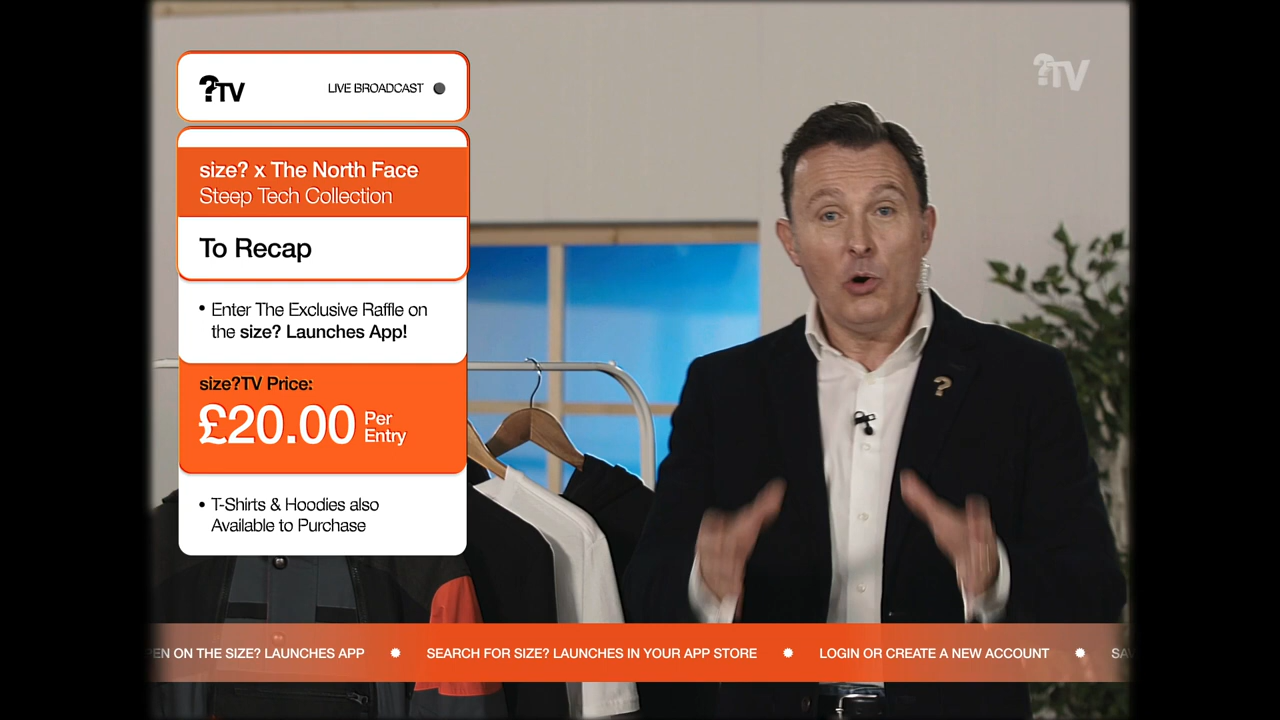 ?TV LIVE BROADCAST
?TV
size? x The North Face
Steep Tech Collection
To Recap
• Enter The Exclusive Raffle on
the size? Launches App!
size?TV Price:
£20.00 Per
Entry
• T-Shirts & Hoodies also
Available to Purchase
?
EN ON THE SIZE? LAUNCHES APP
SEARCH FOR SIZE? LAUNCHES IN YOUR APP STORE
LOGIN OR CREATE A NEW ACCOUNT